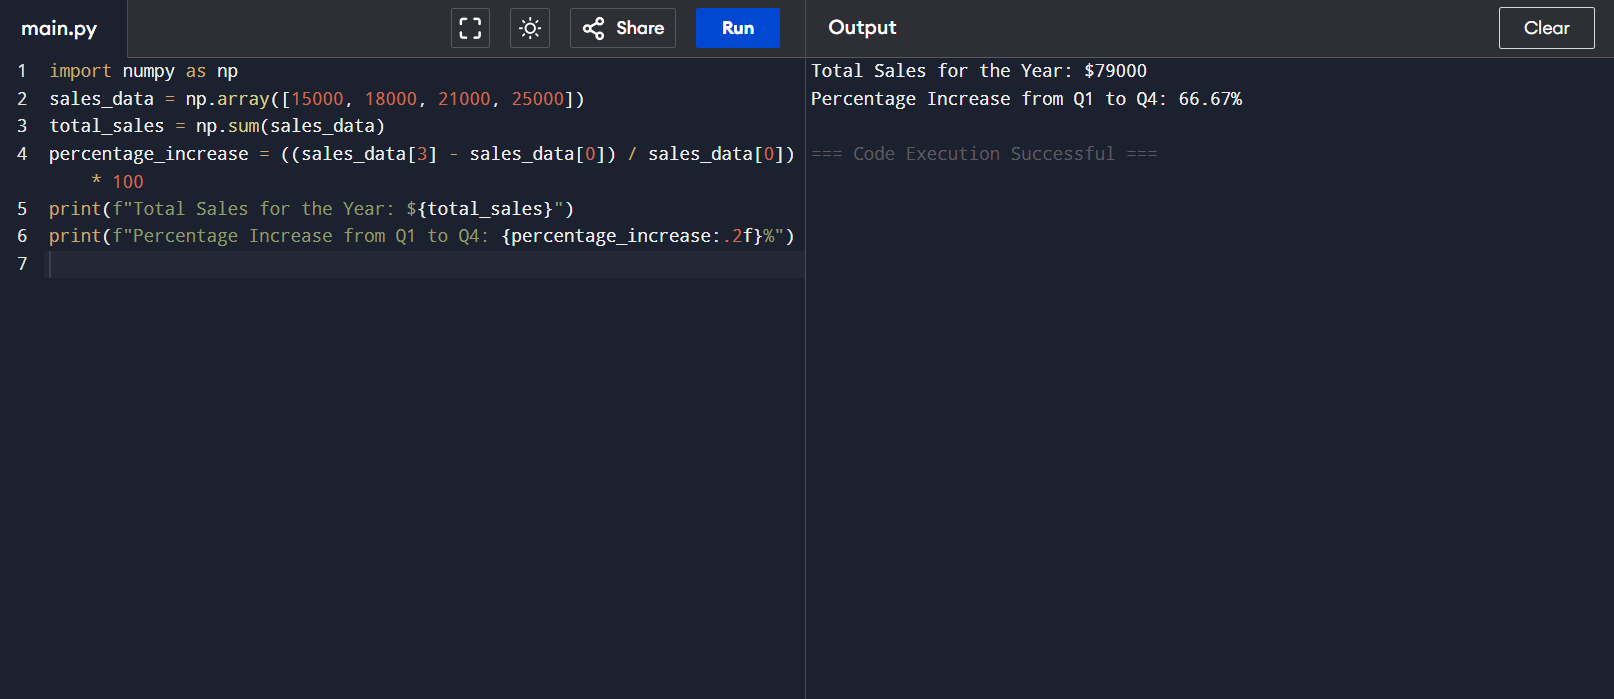 main.py
Share
Run
Output
Clear
1 import numpy as np
2 sales_data = np.array([15000, 18000, 21000, 25000])
3 total_sales = np.sum(sales_data)
4 percentage_increase = ((sales_data[3] - sales_data[0]) / sales_data[0])
* 100
5 print(f"Total Sales for the Year: ${total_sales}")
6 print(f"Percentage Increase from Q1 to Q4: {percentage_increase:.2f}%")
7
Total Sales for the Year: $79000
Percentage Increase from Q1 to Q4: 66.67%
=== Code Execution Successful ===